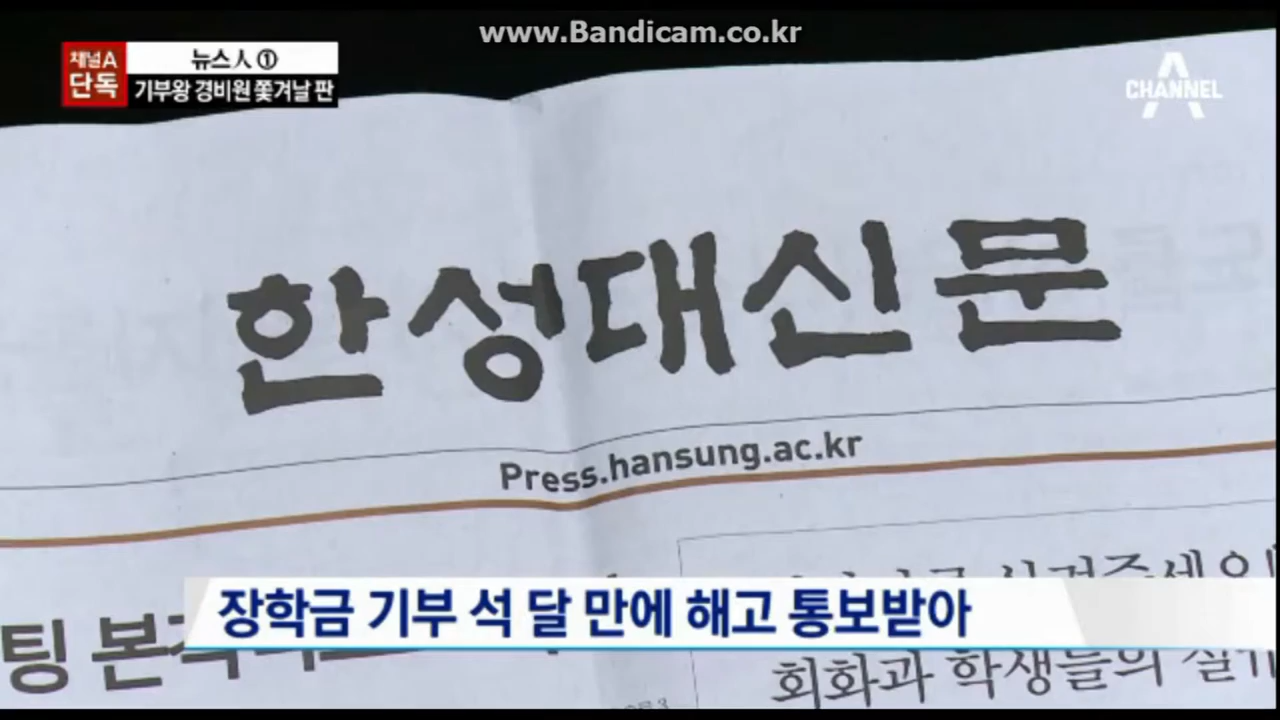 www.Bandicam.co.kr
채널A
단독
뉴스人 ①
기부왕 경비원 쫓겨날 판
CHANNEL A
한성대신문
Press.hansung.ac.kr
장학금 기부 석 달 만에 해고 통보받아
팅
회화과 학생들의